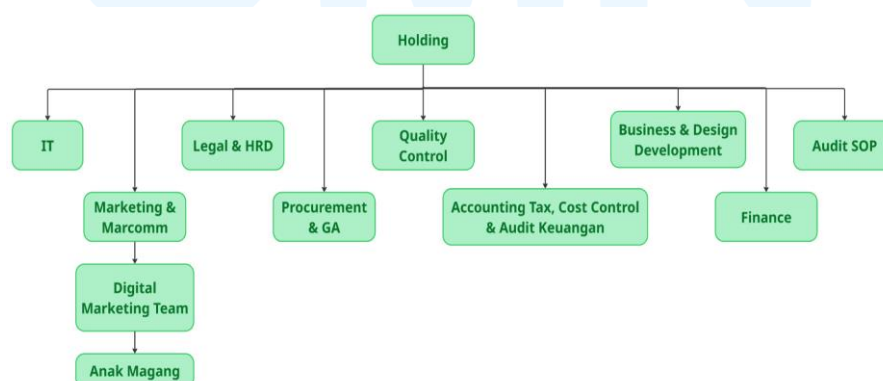 Holding
IT
Legal & HRD
Quality
Control
Business & Design
Development
Audit SOP
Marketing &
Marcomm
Procurement
& GA
Accounting Tax, Cost Control
& Audit Keuangan
Finance
Digital
Marketing Team
Anak Magang